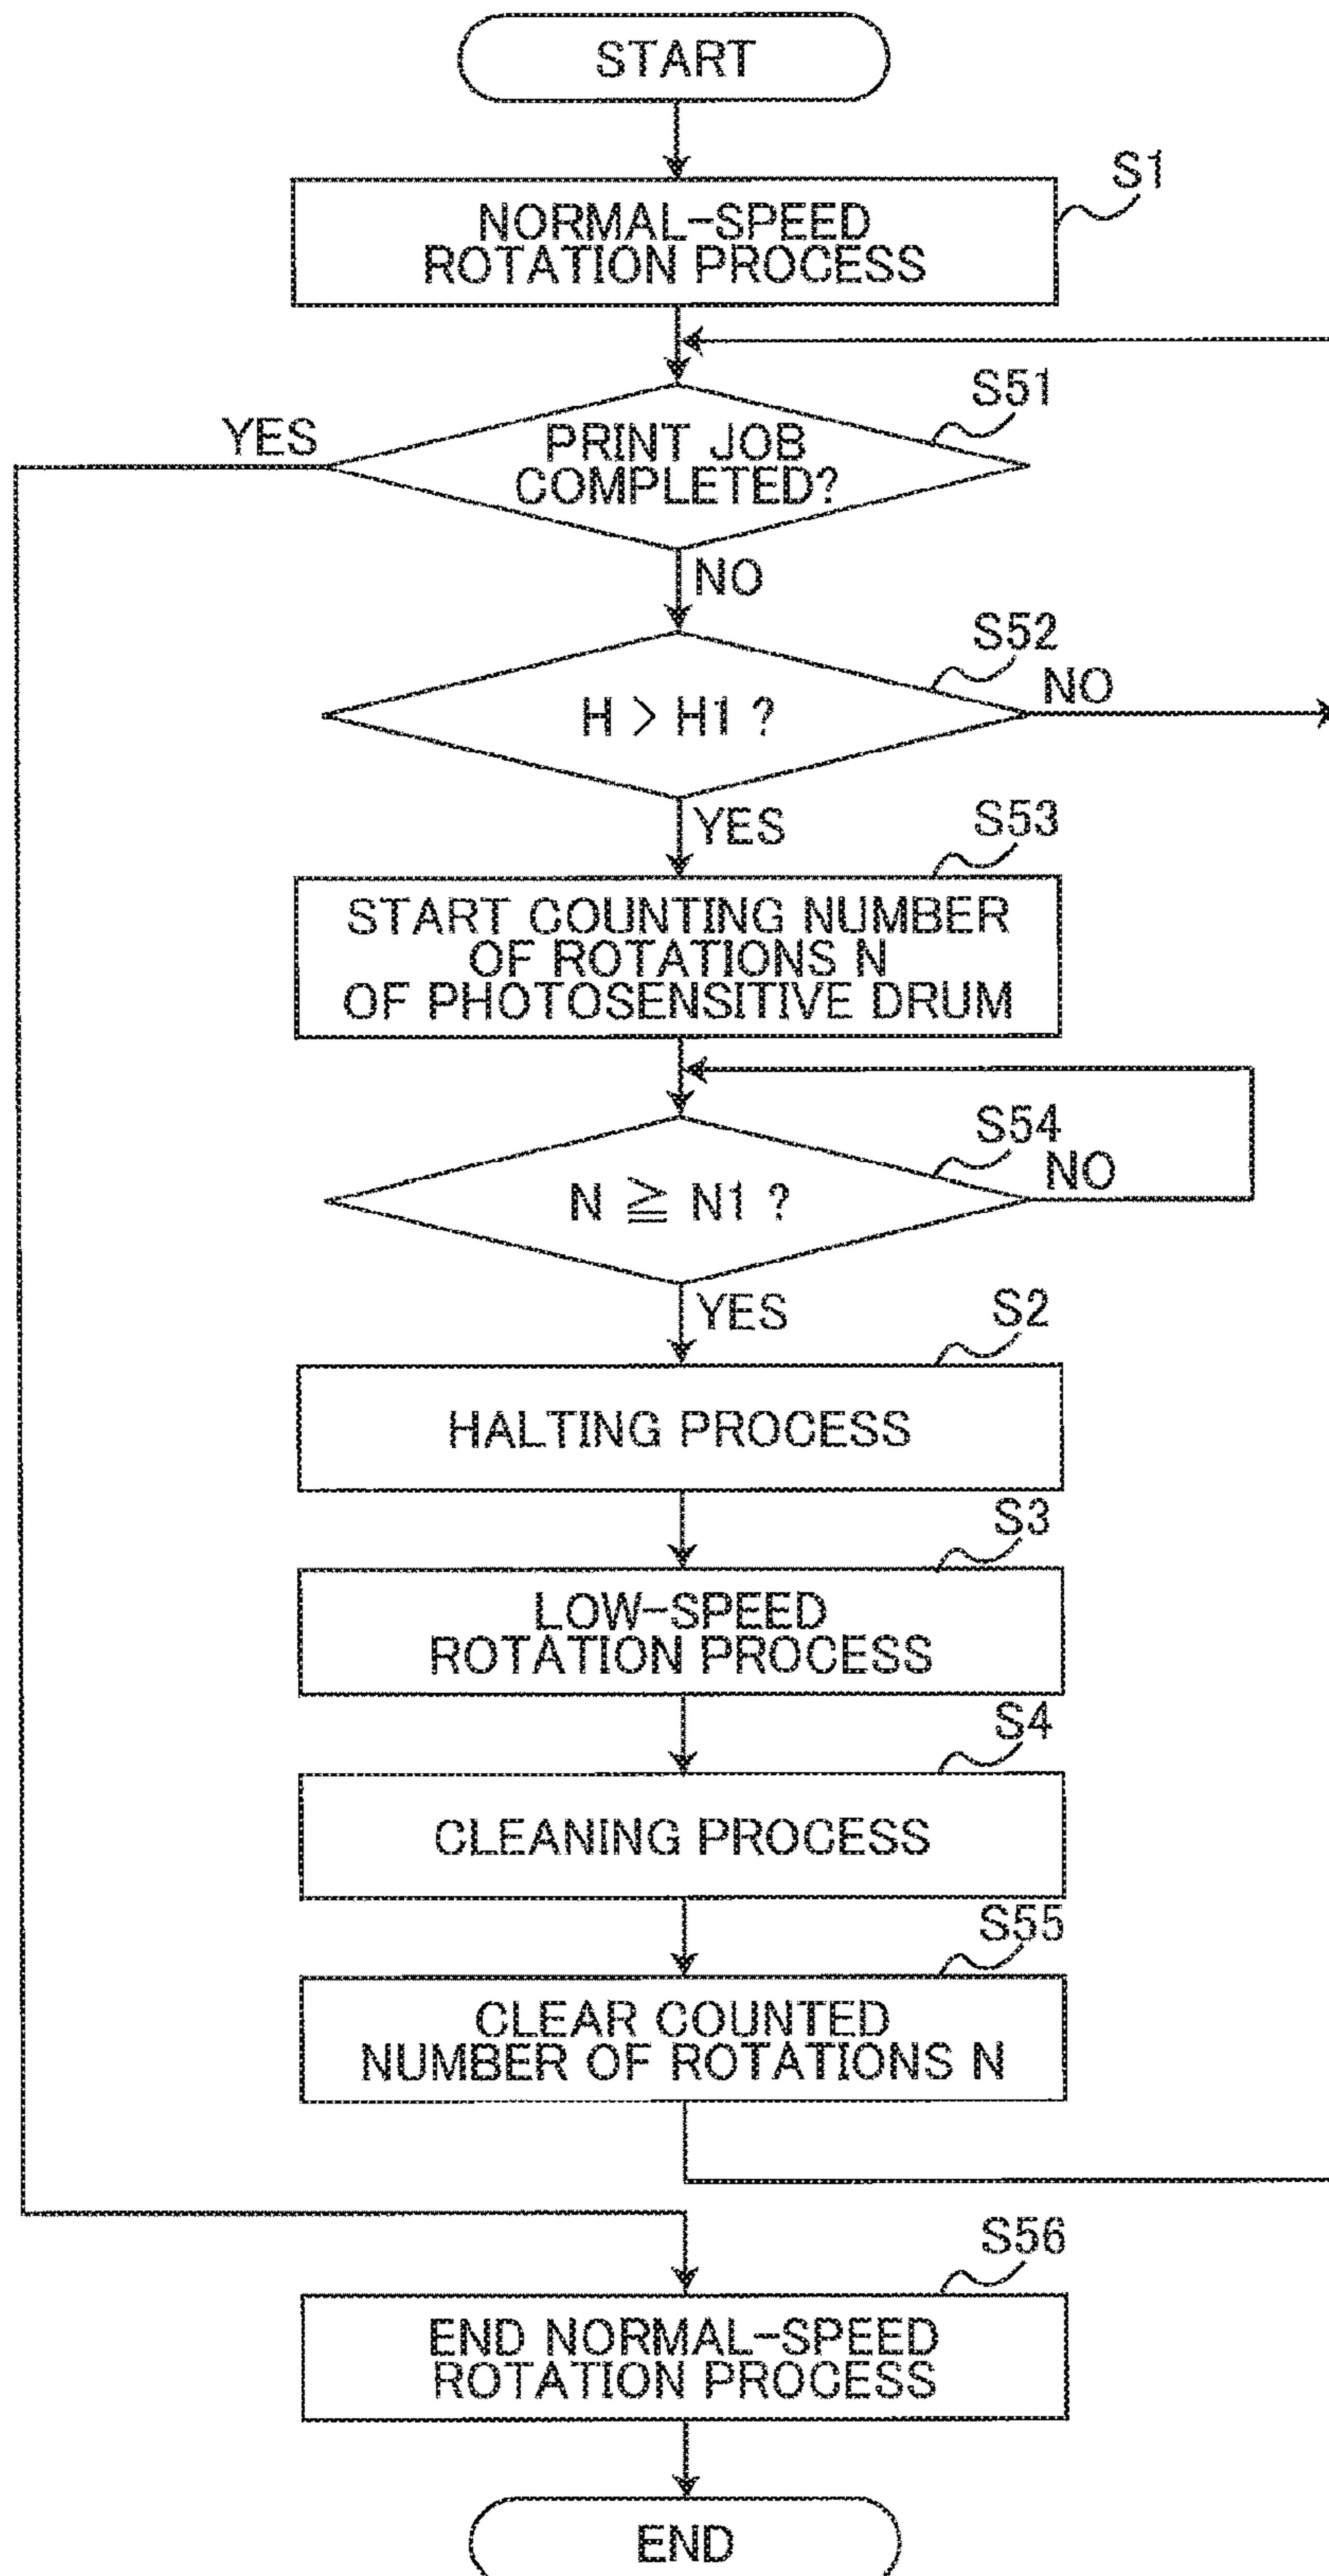 START
S1
NORMAL-SPEED
ROTATION PROCESS
S51
YES
PRINT JOB
COMPLETED?
NO
S52
NO
H > H1 ?
YES
S53
START COUNTING NUMBER
OF ROTATIONS N
OF PHOTOSENSITIVE DRUM
S54
NO
N ≧ N1 ?
YES
S2
HALTING PROCESS
S3
LOW-SPEED
ROTATION PROCESS
S4
CLEANING PROCESS
S55
CLEAR COUNTED
NUMBER OF ROTATIONS N
S56
END NORMAL-SPEED
ROTATION PROCESS
END